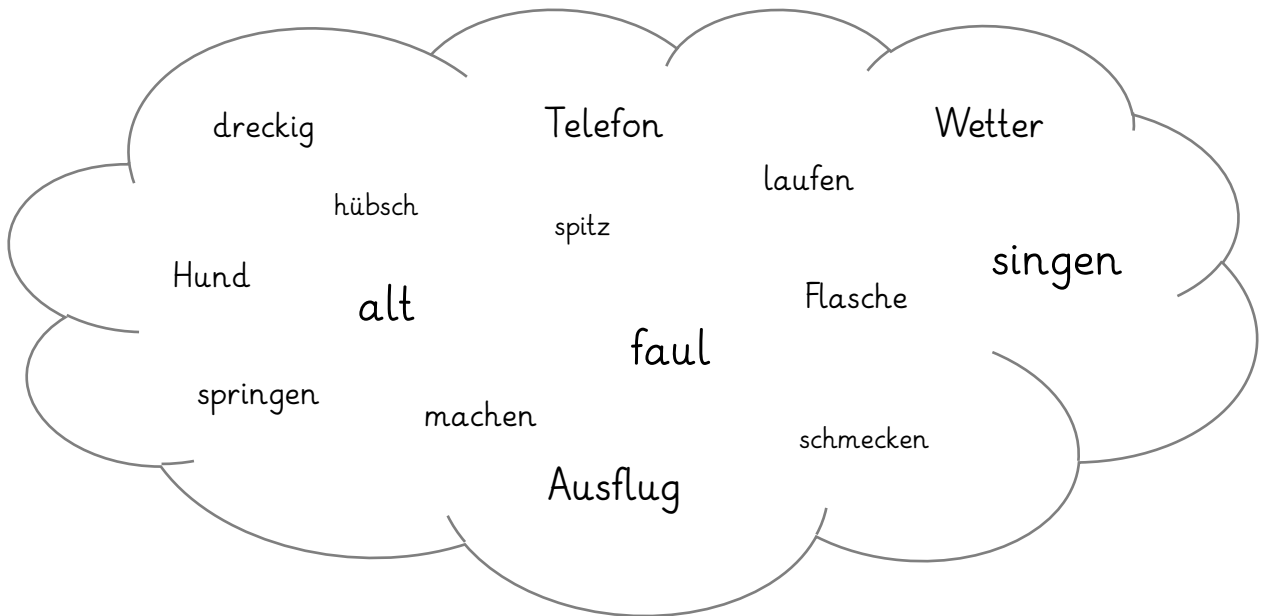 dreckig
Telefon
Wetter
laufen
hübsch
spitz
singen
Hund
Flasche
alt
faul
springen
machen
schmecken
Ausflug